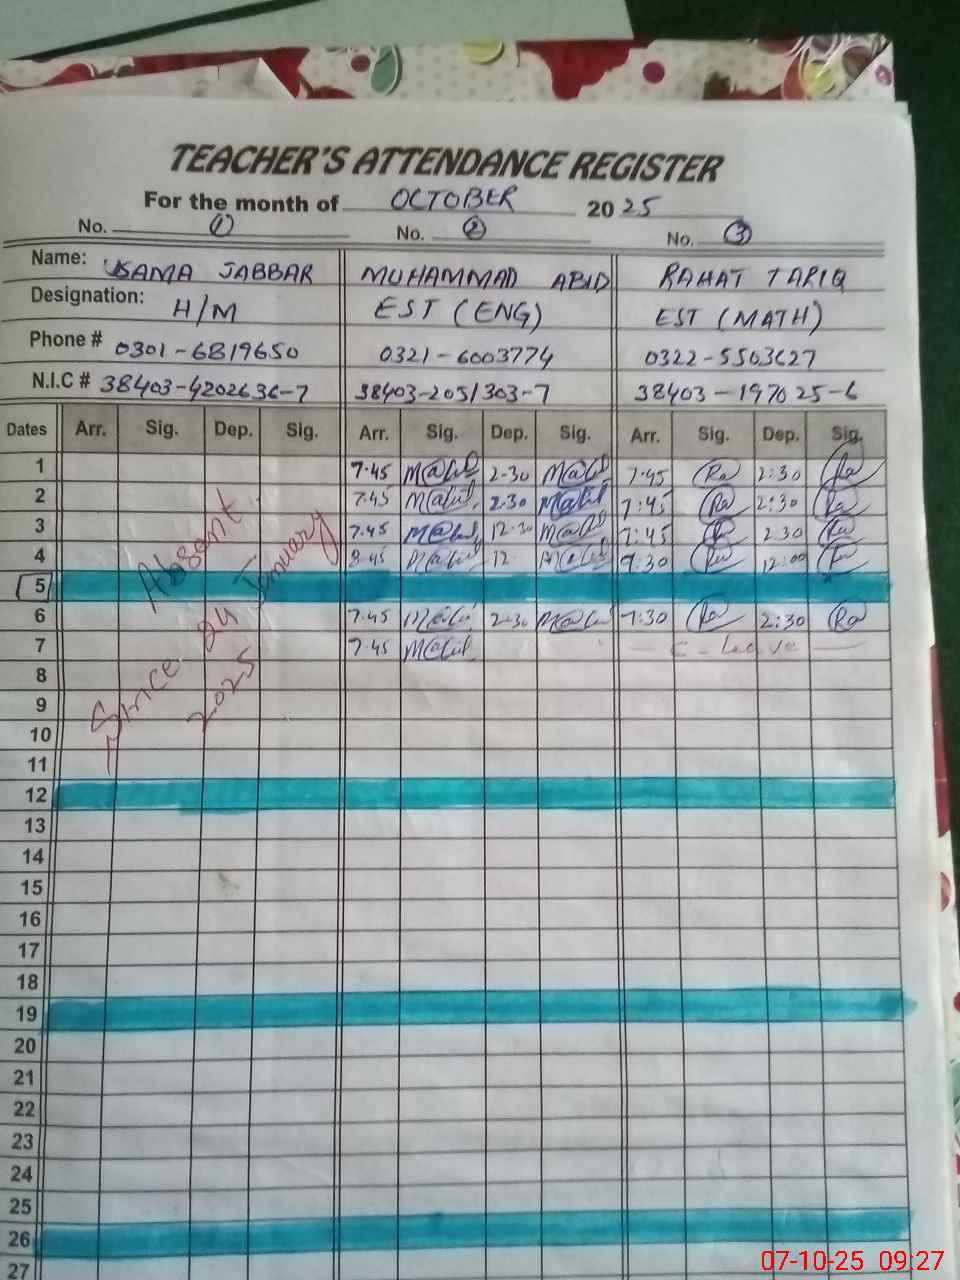 TEACHER'S ATTENDANCE REGISTER
For the month of OCTOBER 2025
No. ① No. ② No. ③
Name: USAMA JABBAR MUHAMMAD ABID RAHAT TARIQ
Designation: H/M EST (ENG) EST (MATH)
Phone # 0301-6819650 0321-6003774 0322-5503627
N.I.C # 38403-4202636-7 38403-2051303-7 38403-197025-6
Dates Arr. Sig. Dep. Sig. Arr. Sig. Dep. Sig. Arr. Sig. Dep. Sig.
1 7.45 2-30 7.45 2:30
2 7.45 2.30 7:45 2:30
3 7.45 12-30 7:45 2.30
4 8.45 12- 9:30 12:00
5
6 7.45 2-30 7:30 2:30
7 7.45 — C-leave —
8
9
10
11
12
13
14
15
16
17
18
19
20
21
22
23
24
25
26
27
Absent
Since 24 January
2025
07-10-25 09:27